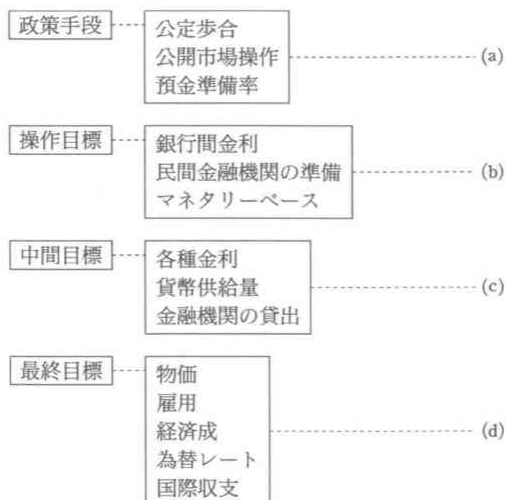 政策手段
公定歩合
公開市場操作
預金準備率
(a)
操作目標
銀行間金利
民間金融機関の準備
マネタリーベース
(b)
中間目標
各種金利
貨幣供給量
金融機関の貸出
(c)
最終目標
物価
雇用
経済成
為替レート
国際収支
(d)